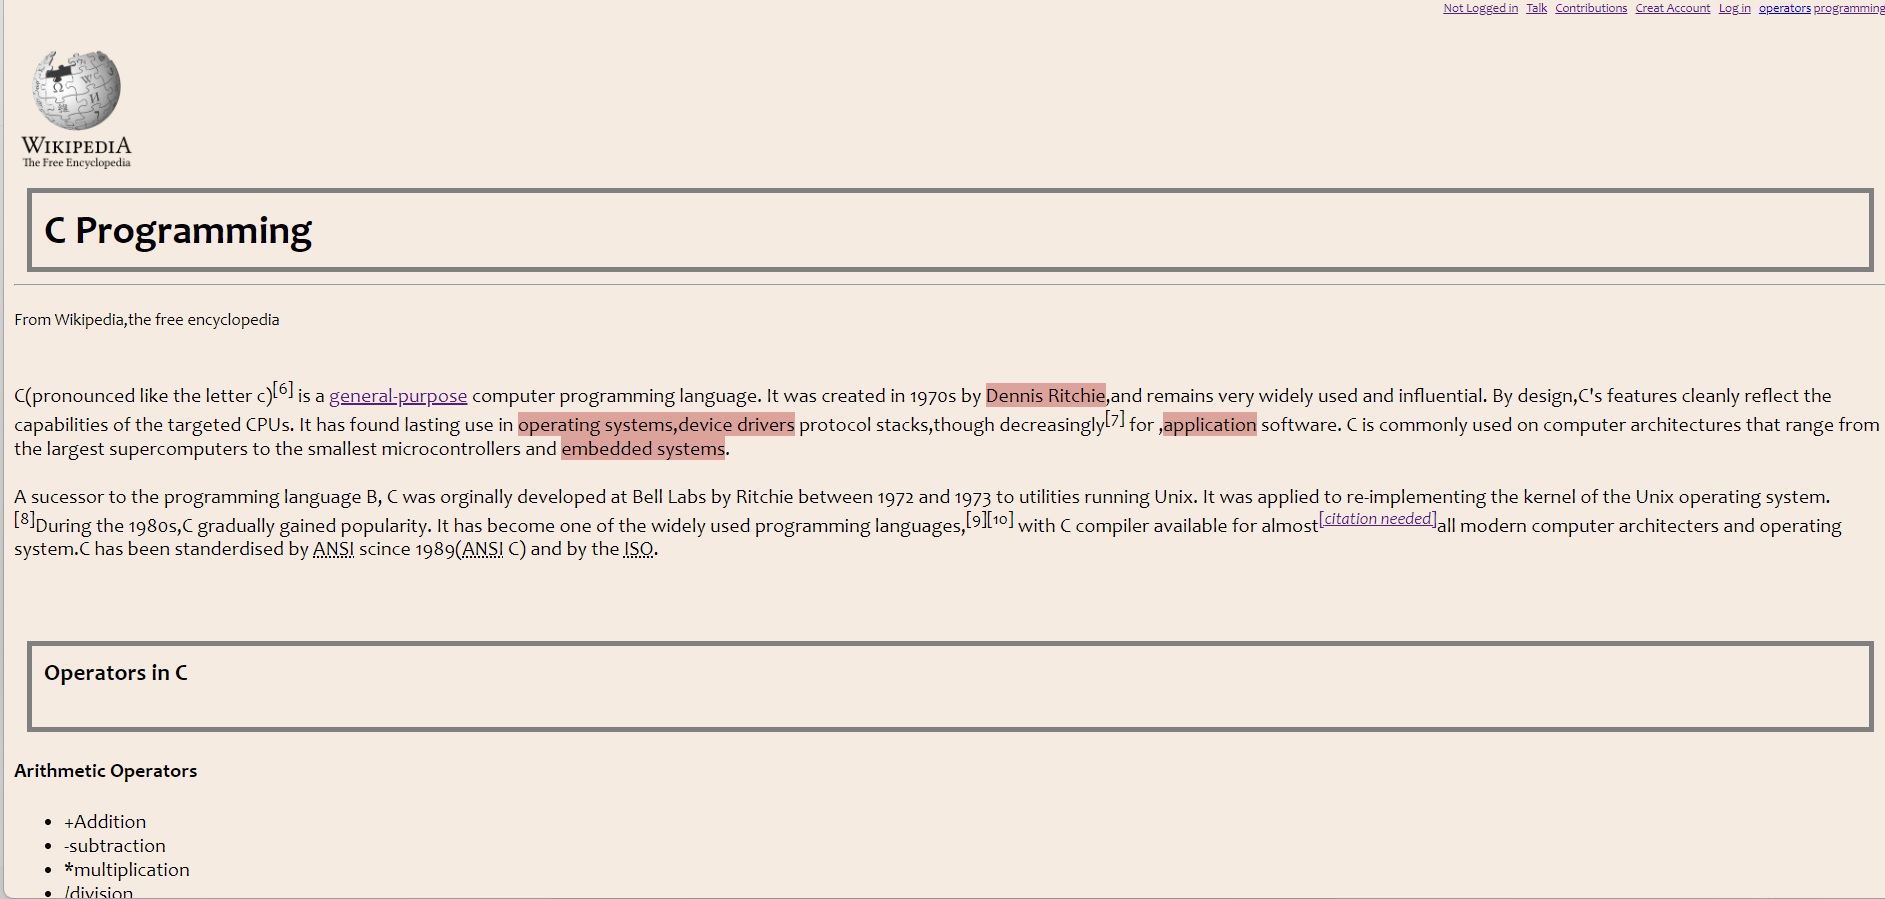 Not Logged in Talk Contributions Creat Account Log in operators programming
Ω W И
WIKIPEDIA
The Free Encyclopedia
C Programming
From Wikipedia,the free encyclopedia
C(pronounced like the letter c)[6] is a general-purpose computer programming language. It was created in 1970s by Dennis Ritchie,and remains very widely used and influential. By design,C's features cleanly reflect the
capabilities of the targeted CPUs. It has found lasting use in operating systems,device drivers protocol stacks,though decreasingly[7] for ,application software. C is commonly used on computer architectures that range from
the largest supercomputers to the smallest microcontrollers and embedded systems.
A sucessor to the programming language B, C was orginally developed at Bell Labs by Ritchie between 1972 and 1973 to utilities running Unix. It was applied to re-implementing the kernel of the Unix operating system.
[8]During the 1980s,C gradually gained popularity. It has become one of the widely used programming languages,[9][10] with C compiler available for almost[citation needed]all modern computer architecters and operating
system.C has been standerdised by ANSI scince 1989(ANSI C) and by the ISO.
Operators in C
Arithmetic Operators
+Addition
-subtraction
*multiplication
/division